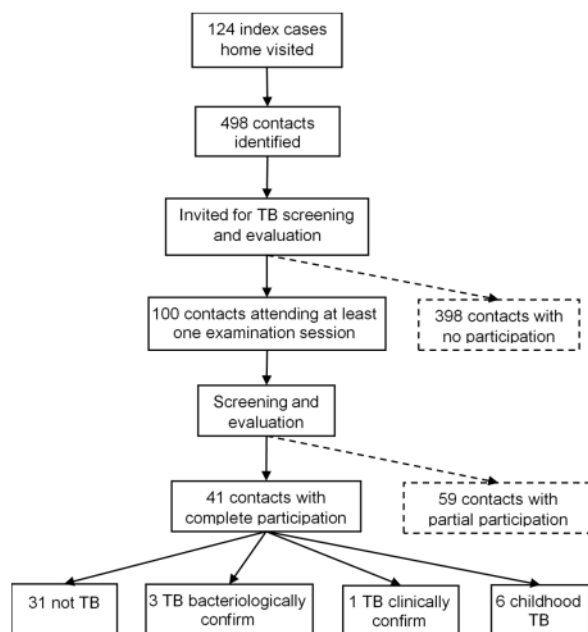 124 index cases
home visited
498 contacts
identified
Invited for TB screening
and evaluation
100 contacts attending at least
one examination session
398 contacts with
no participation
Screening and
evaluation
41 contacts with
complete participation
59 contacts with
partial participation
31 not TB
3 TB bacteriologically
confirm
1 TB clinically
confirm
6 childhood
TB